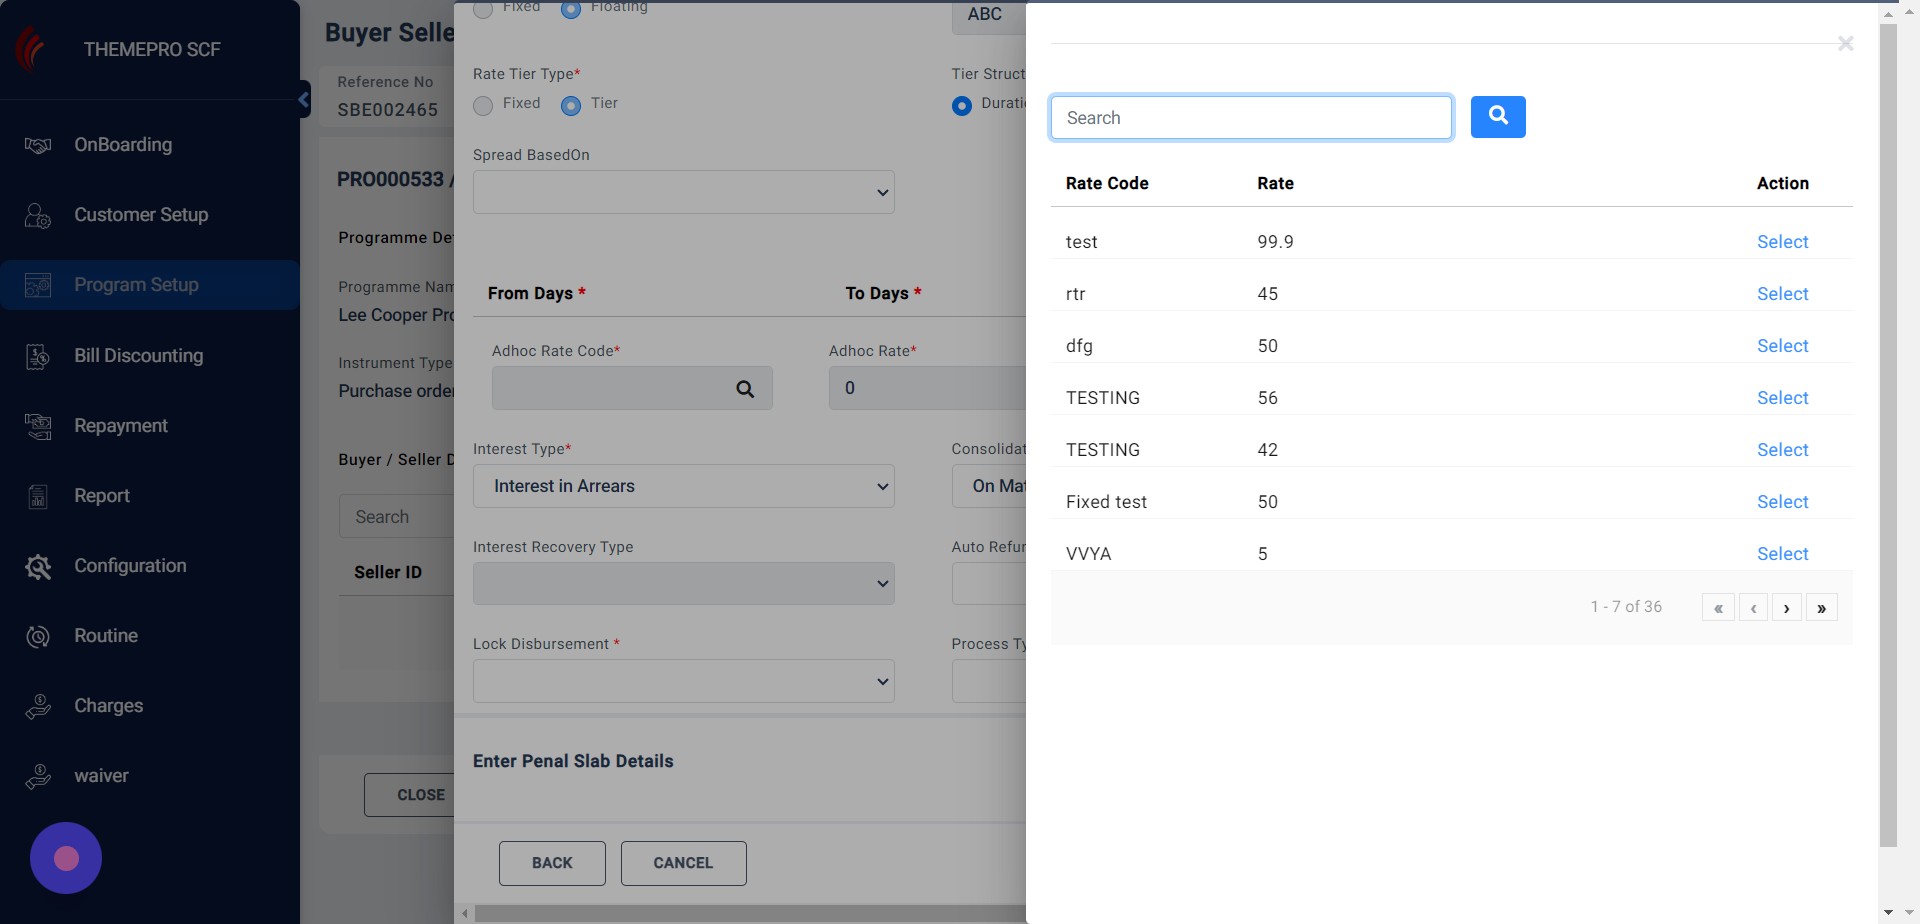 THEMEPRO SCF
OnBoarding
Customer Setup
Program Setup
Bill Discounting
Repayment
Report
Configuration
Routine
Charges
waiver
Buyer Selle
Reference No
SBE002465
PRO000533 /
Programme De
Programme Nam
Lee Cooper Pro
Instrument Type
Purchase order
Buyer / Seller D
Search
Seller ID
CLOSE
Fixed Floating
ABC
Rate Tier Type*
Fixed Tier
Tier Struct
Duratio
Spread BasedOn
From Days * To Days *
Adhoc Rate Code* Adhoc Rate*
0
Interest Type* Consolidat
Interest in Arrears On Mat
Interest Recovery Type Auto Refun
Lock Disbursement * Process Ty
Enter Penal Slab Details
BACK CANCEL
×
Search
Rate Code Rate Action
test 99.9 Select
rtr 45 Select
dfg 50 Select
TESTING 56 Select
TESTING 42 Select
Fixed test 50 Select
VVYA 5 Select
1 - 7 of 36 « ‹ › »